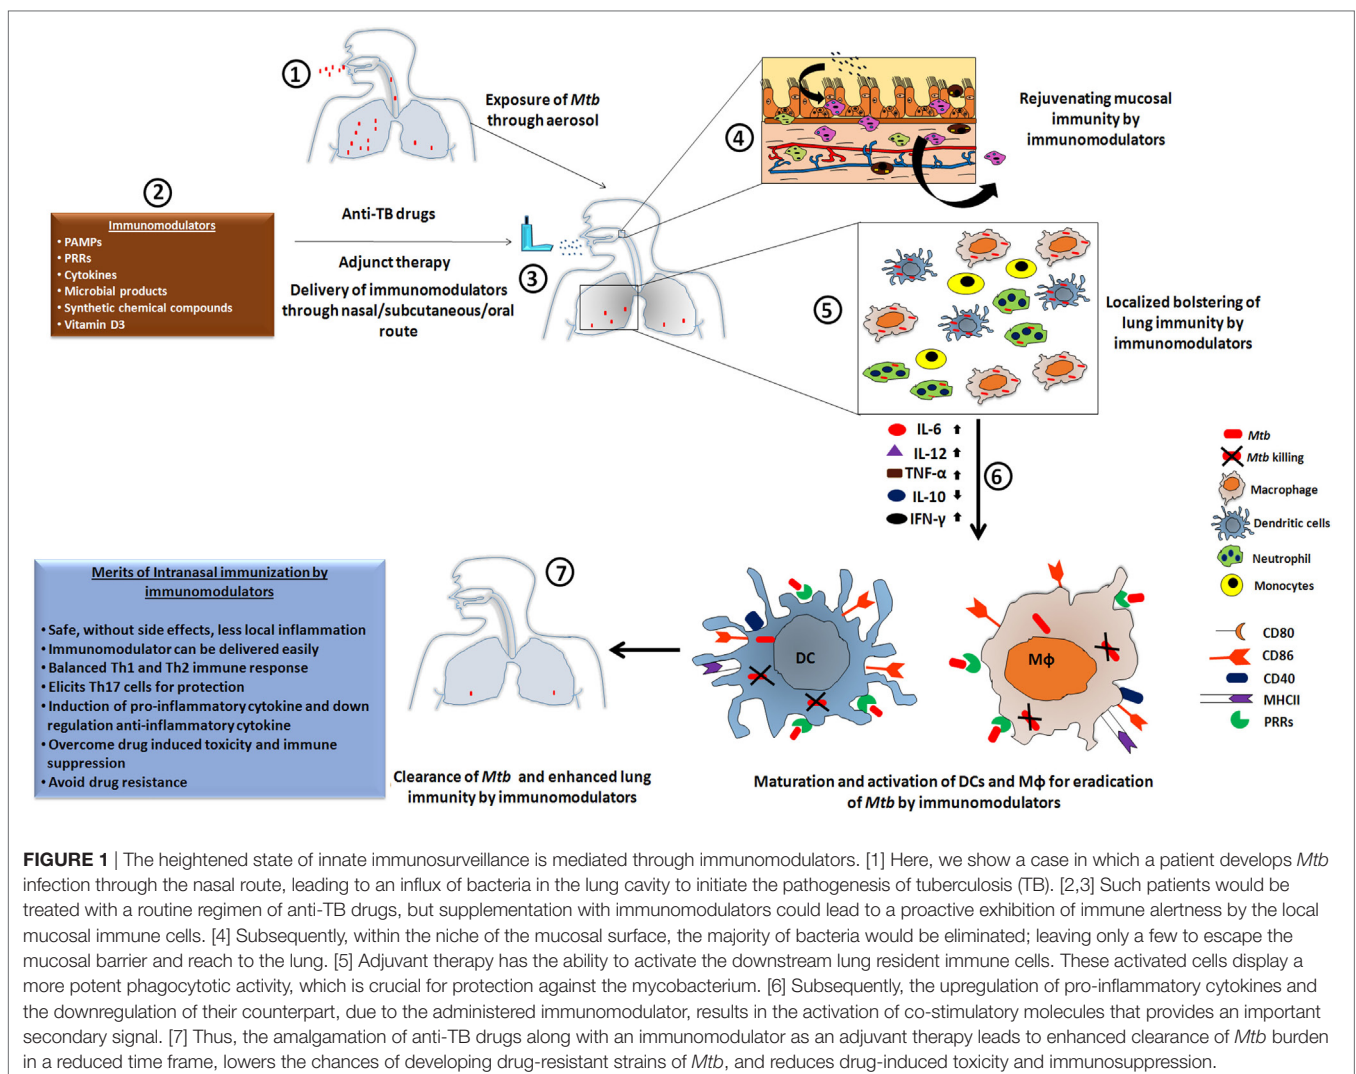 1
Exposure of Mtb
through aerosol
2
Immunomodulators
• PAMPs
• PRRs
• Cytokines
• Microbial products
• Synthetic chemical compounds
• Vitamin D3
Anti-TB drugs
Adjunct therapy
Delivery of immunomodulators
through nasal/subcutaneous/oral
route
3
4
Rejuvenating mucosal
immunity by
immunomodulators
5
Localized bolstering of
lung immunity by
immunomodulators
IL-6
IL-12
TNF-α
IL-10
IFN-γ
6
Mtb
Mtb killing
Macrophage
Dendritic cells
Neutrophil
Monocytes
CD80
CD86
CD40
MHCII
PRRs
DC
Mϕ
Maturation and activation of DCs and Mϕ for eradication
of Mtb by immunomodulators
7
Clearance of Mtb and enhanced lung
immunity by immunomodulators
Merits of Intranasal immunization by
immunomodulators
• Safe, without side effects, less local inflammation
• Immunomodulator can be delivered easily
• Balanced Th1 and Th2 immune response
• Elicits Th17 cells for protection
• Induction of pro-inflammatory cytokine and down
regulation anti-inflammatory cytokine
• Overcome drug induced toxicity and immune
suppression
• Avoid drug resistance
FIGURE 1 | The heightened state of innate immunosurveillance is mediated through immunomodulators. [1] Here, we show a case in which a patient develops Mtb
infection through the nasal route, leading to an influx of bacteria in the lung cavity to initiate the pathogenesis of tuberculosis (TB). [2,3] Such patients would be
treated with a routine regimen of anti-TB drugs, but supplementation with immunomodulators could lead to a proactive exhibition of immune alertness by the local
mucosal immune cells. [4] Subsequently, within the niche of the mucosal surface, the majority of bacteria would be eliminated; leaving only a few to escape the
mucosal barrier and reach to the lung. [5] Adjuvant therapy has the ability to activate the downstream lung resident immune cells. These activated cells display a
more potent phagocytotic activity, which is crucial for protection against the mycobacterium. [6] Subsequently, the upregulation of pro-inflammatory cytokines and
the downregulation of their counterpart, due to the administered immunomodulator, results in the activation of co-stimulatory molecules that provides an important
secondary signal. [7] Thus, the amalgamation of anti-TB drugs along with an immunomodulator as an adjuvant therapy leads to enhanced clearance of Mtb burden
in a reduced time frame, lowers the chances of developing drug-resistant strains of Mtb, and reduces drug-induced toxicity and immunosuppression.